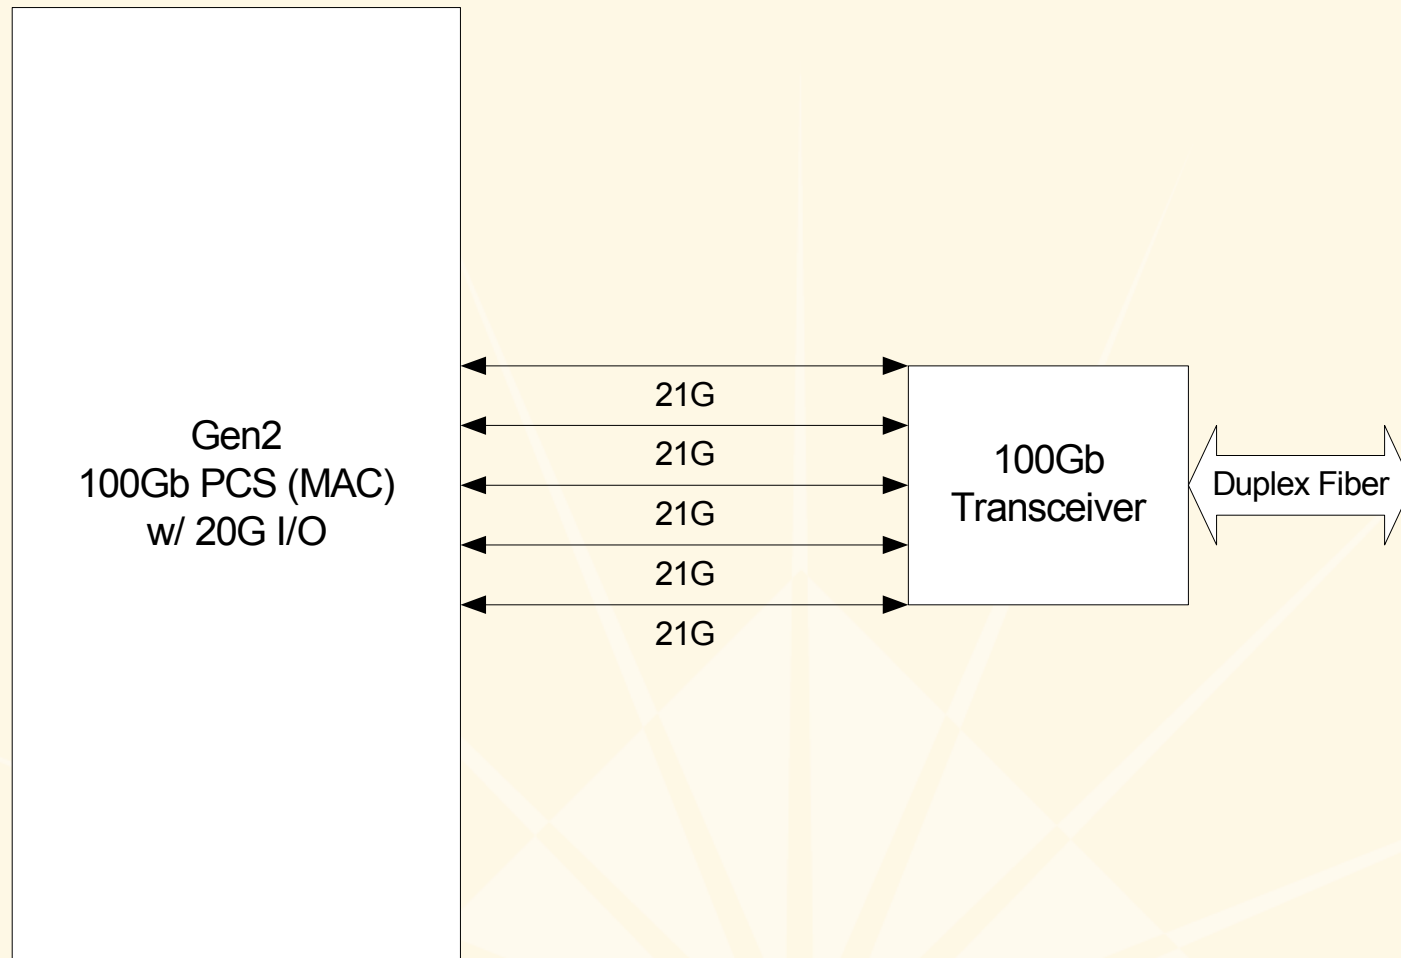 Gen2
100Gb PCS (MAC)
w/ 20G I/O
21G
21G
21G
21G
21G
100Gb
Transceiver
Duplex Fiber